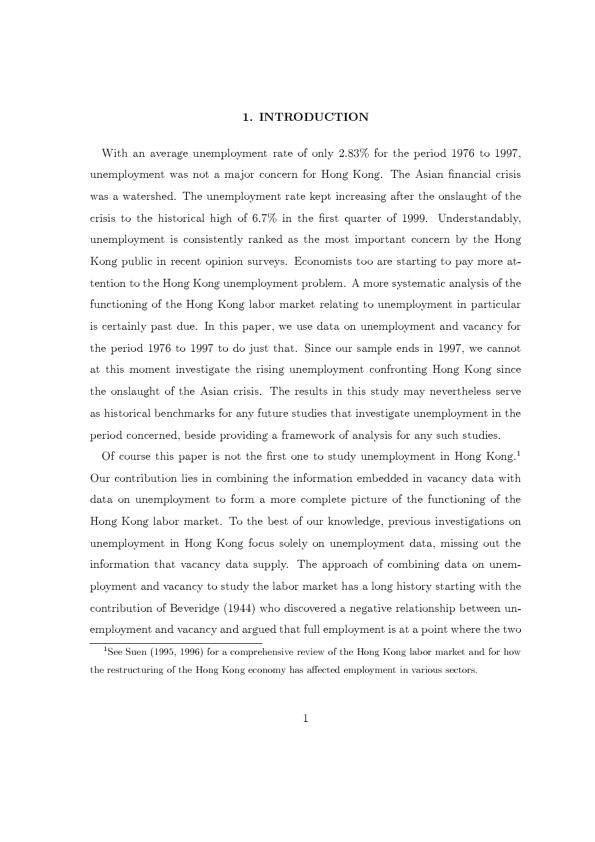 1. INTRODUCTION
With an average unemployment rate of only 2.83% for the period 1976 to 1997,
unemployment was not a major concern for Hong Kong. The Asian financial crisis
was a watershed. The unemployment rate kept increasing after the onslaught of the
crisis to the historical high of 6.7% in the first quarter of 1999. Understandably,
unemployment is consistently ranked as the most important concern by the Hong
Kong public in recent opinion surveys. Economists too are starting to pay more at-
tention to the Hong Kong unemployment problem. A more systematic analysis of the
functioning of the Hong Kong labor market relating to unemployment in particular
is certainly past due. In this paper, we use data on unemployment and vacancy for
the period 1976 to 1997 to do just that. Since our sample ends in 1997, we cannot
at this moment investigate the rising unemployment confronting Hong Kong since
the onslaught of the Asian crisis. The results in this study may nevertheless serve
as historical benchmarks for any future studies that investigate unemployment in the
period concerned, beside providing a framework of analysis for any such studies.
Of course this paper is not the first one to study unemployment in Hong Kong.¹
Our contribution lies in combining the information embedded in vacancy data with
data on unemployment to form a more complete picture of the functioning of the
Hong Kong labor market. To the best of our knowledge, previous investigations on
unemployment in Hong Kong focus solely on unemployment data, missing out the
information that vacancy data supply. The approach of combining data on unem-
ployment and vacancy to study the labor market has a long history starting with the
contribution of Beveridge (1944) who discovered a negative relationship between un-
employment and vacancy and argued that full employment is at a point where the two
¹See Suen (1995, 1996) for a comprehensive review of the Hong Kong labor market and for how
the restructuring of the Hong Kong economy has affected employment in various sectors.
1